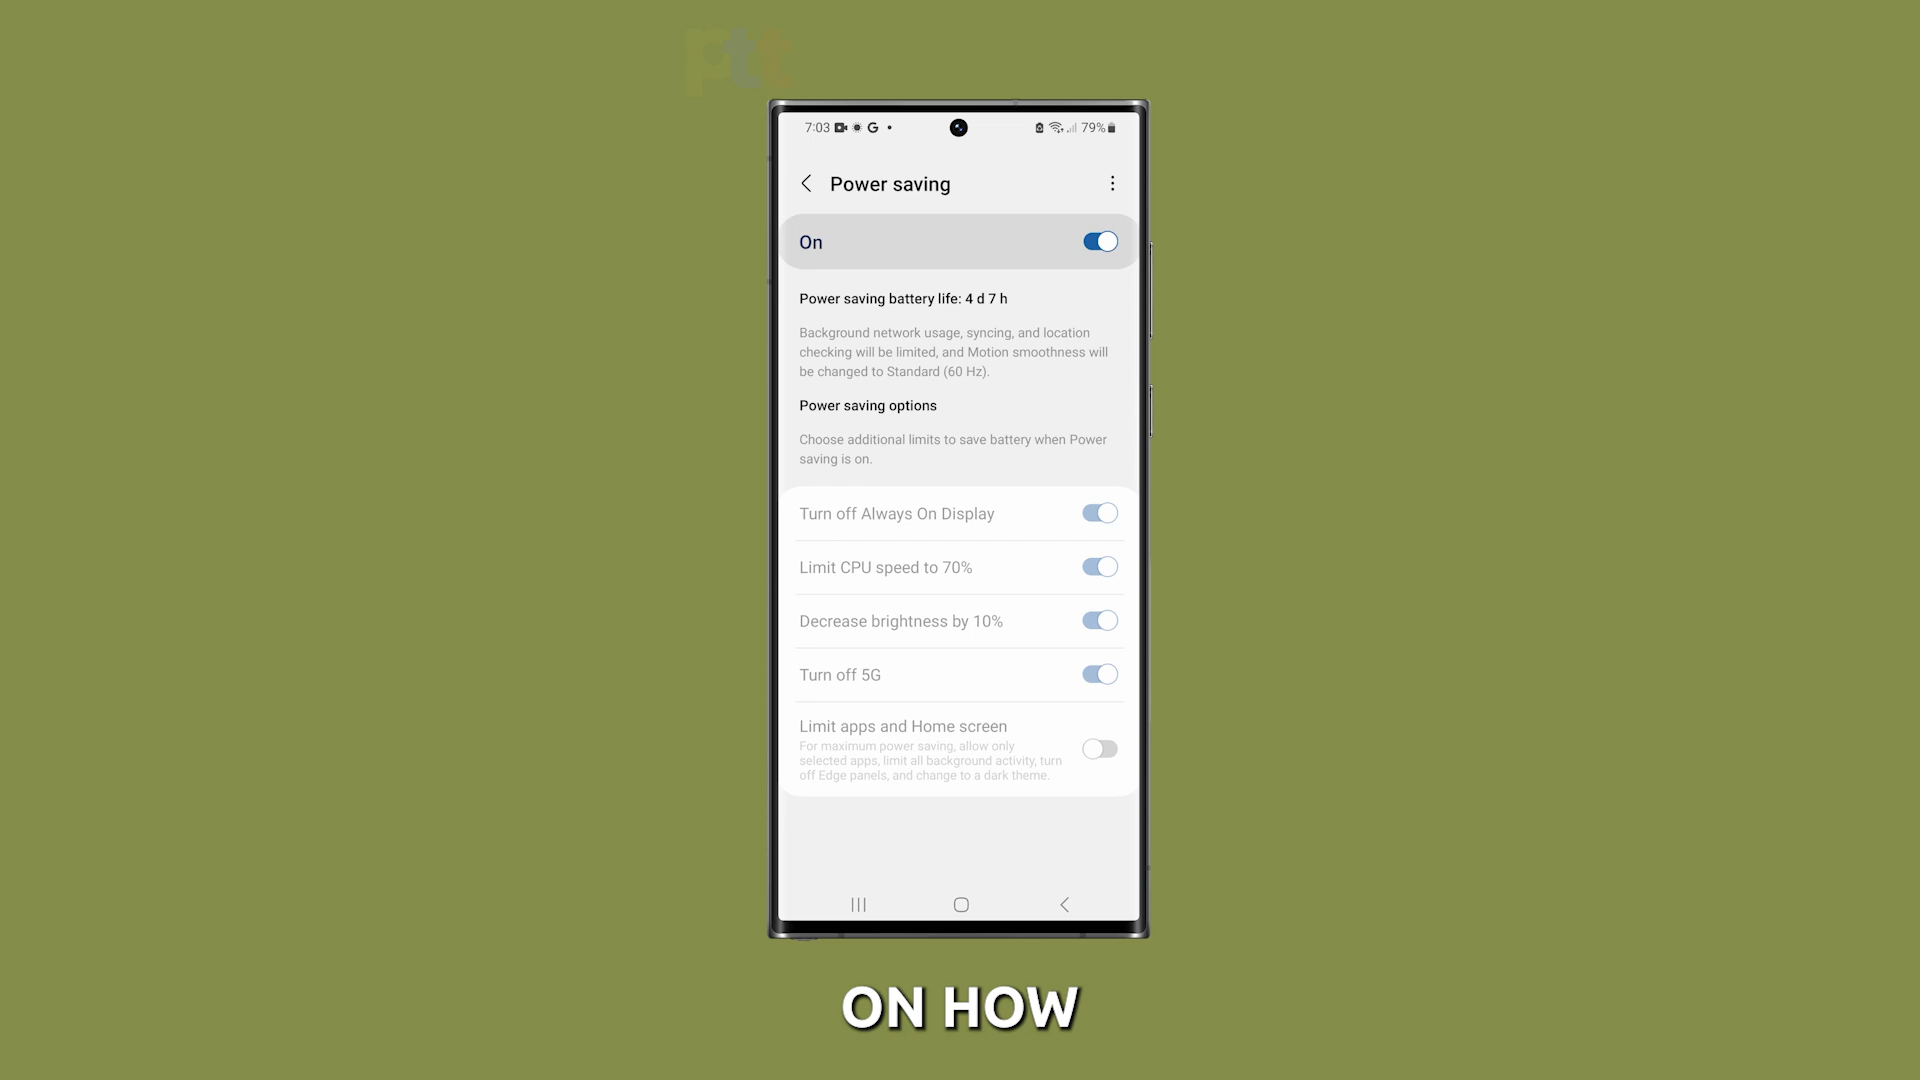 ptt
7:03 G 79%
Power saving
On
Power saving battery life: 4 d 7 h
Background network usage, syncing, and location
checking will be limited, and Motion smoothness will
be changed to Standard (60 Hz).
Power saving options
Choose additional limits to save battery when Power
saving is on.
Turn off Always On Display
Limit CPU speed to 70%
Decrease brightness by 10%
Turn off 5G
Limit apps and Home screen
For maximum power saving, allow only
selected apps, limit all background activity, turn
off Edge panels, and change to a dark theme.
ON HOW